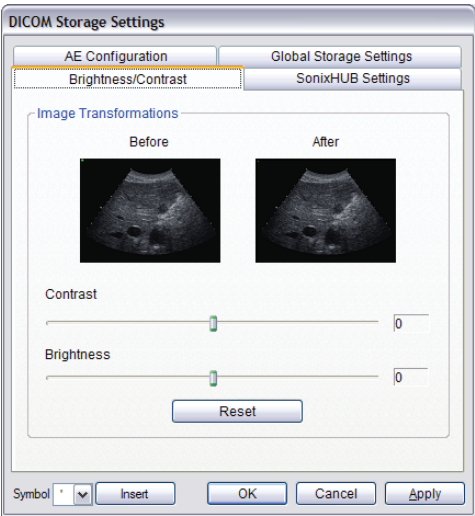 DICOM Storage Settings
AE Configuration Global Storage Settings
Brightness/Contrast SonixHUB Settings
Image Transformations
Before After
Contrast
0
Brightness
0
Reset
Symbol ' Insert OK Cancel Apply